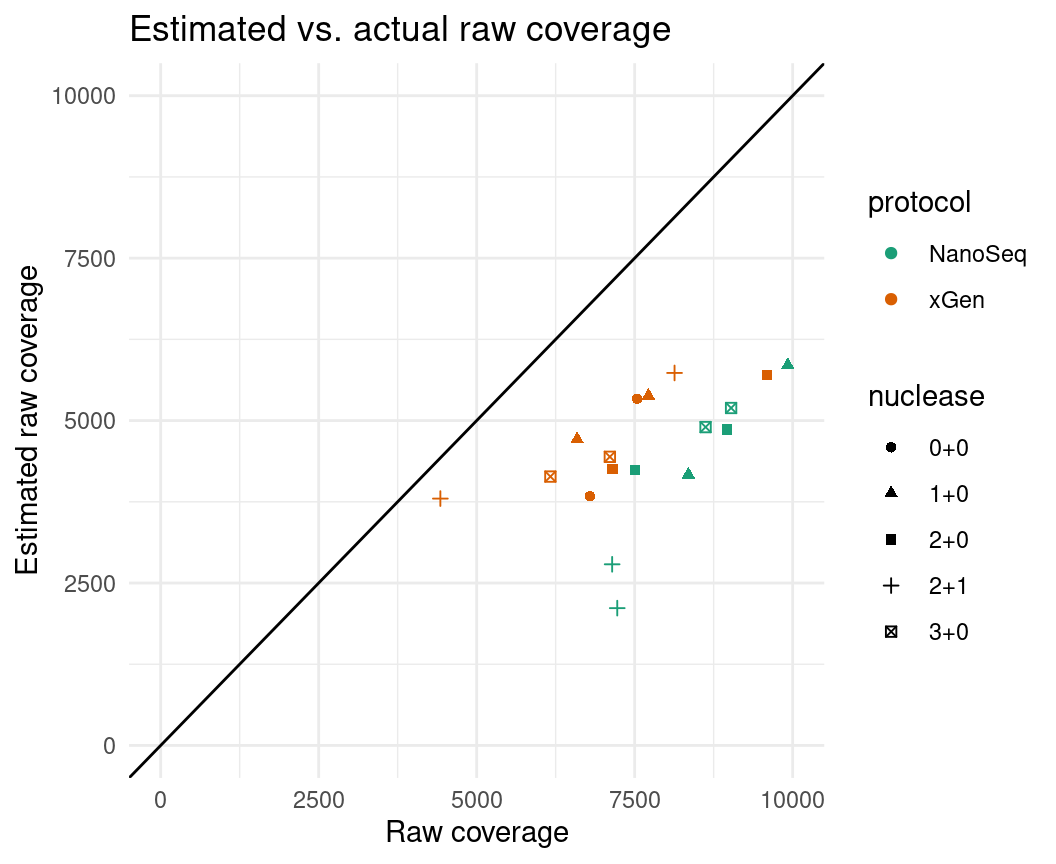 Estimated vs. actual raw coverage
Estimated raw coverage
10000
7500
5000
2500
0
0
2500
5000
7500
10000
Raw coverage
protocol
NanoSeq
xGen
nuclease
0+0
1+0
2+0
2+1
3+0